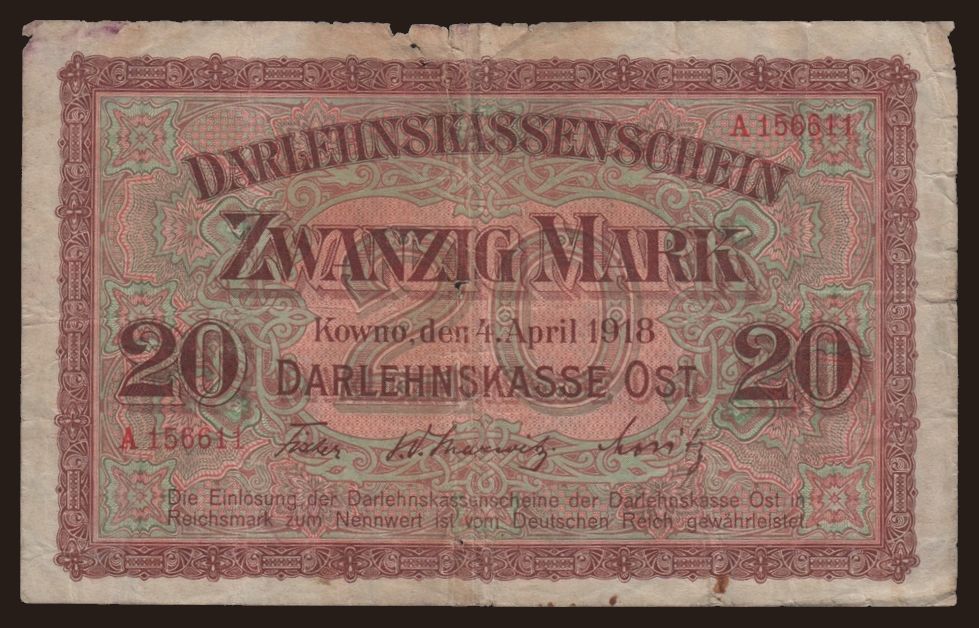 A 156611
DARLEHNSKASSENSCHEIN
ZWANZIG MARK
20
Kowno, den 4. April 1918
20 20
DARLEHNSKASSE OST
A 156611
Die Einlösung der Darlehnskassenscheine der Darlehnskasse Ost in
Reichsmark zum Nennwert ist vom Deutschen Reich gewährleistet.